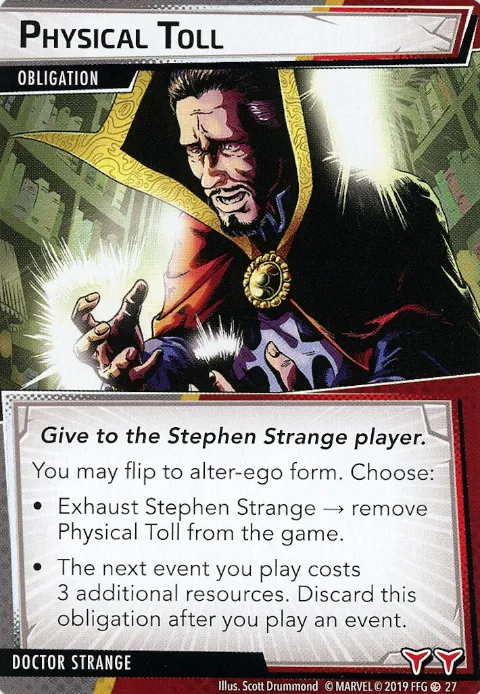 PHYSICAL TOLL
OBLIGATION
Give to the Stephen Strange player.
You may flip to alter-ego form. Choose:
• Exhaust Stephen Strange → remove
Physical Toll from the game.
• The next event you play costs
3 additional resources. Discard this
obligation after you play an event.
DOCTOR STRANGE
Illus. Scott Drummond © MARVEL © 2019 FFG 27